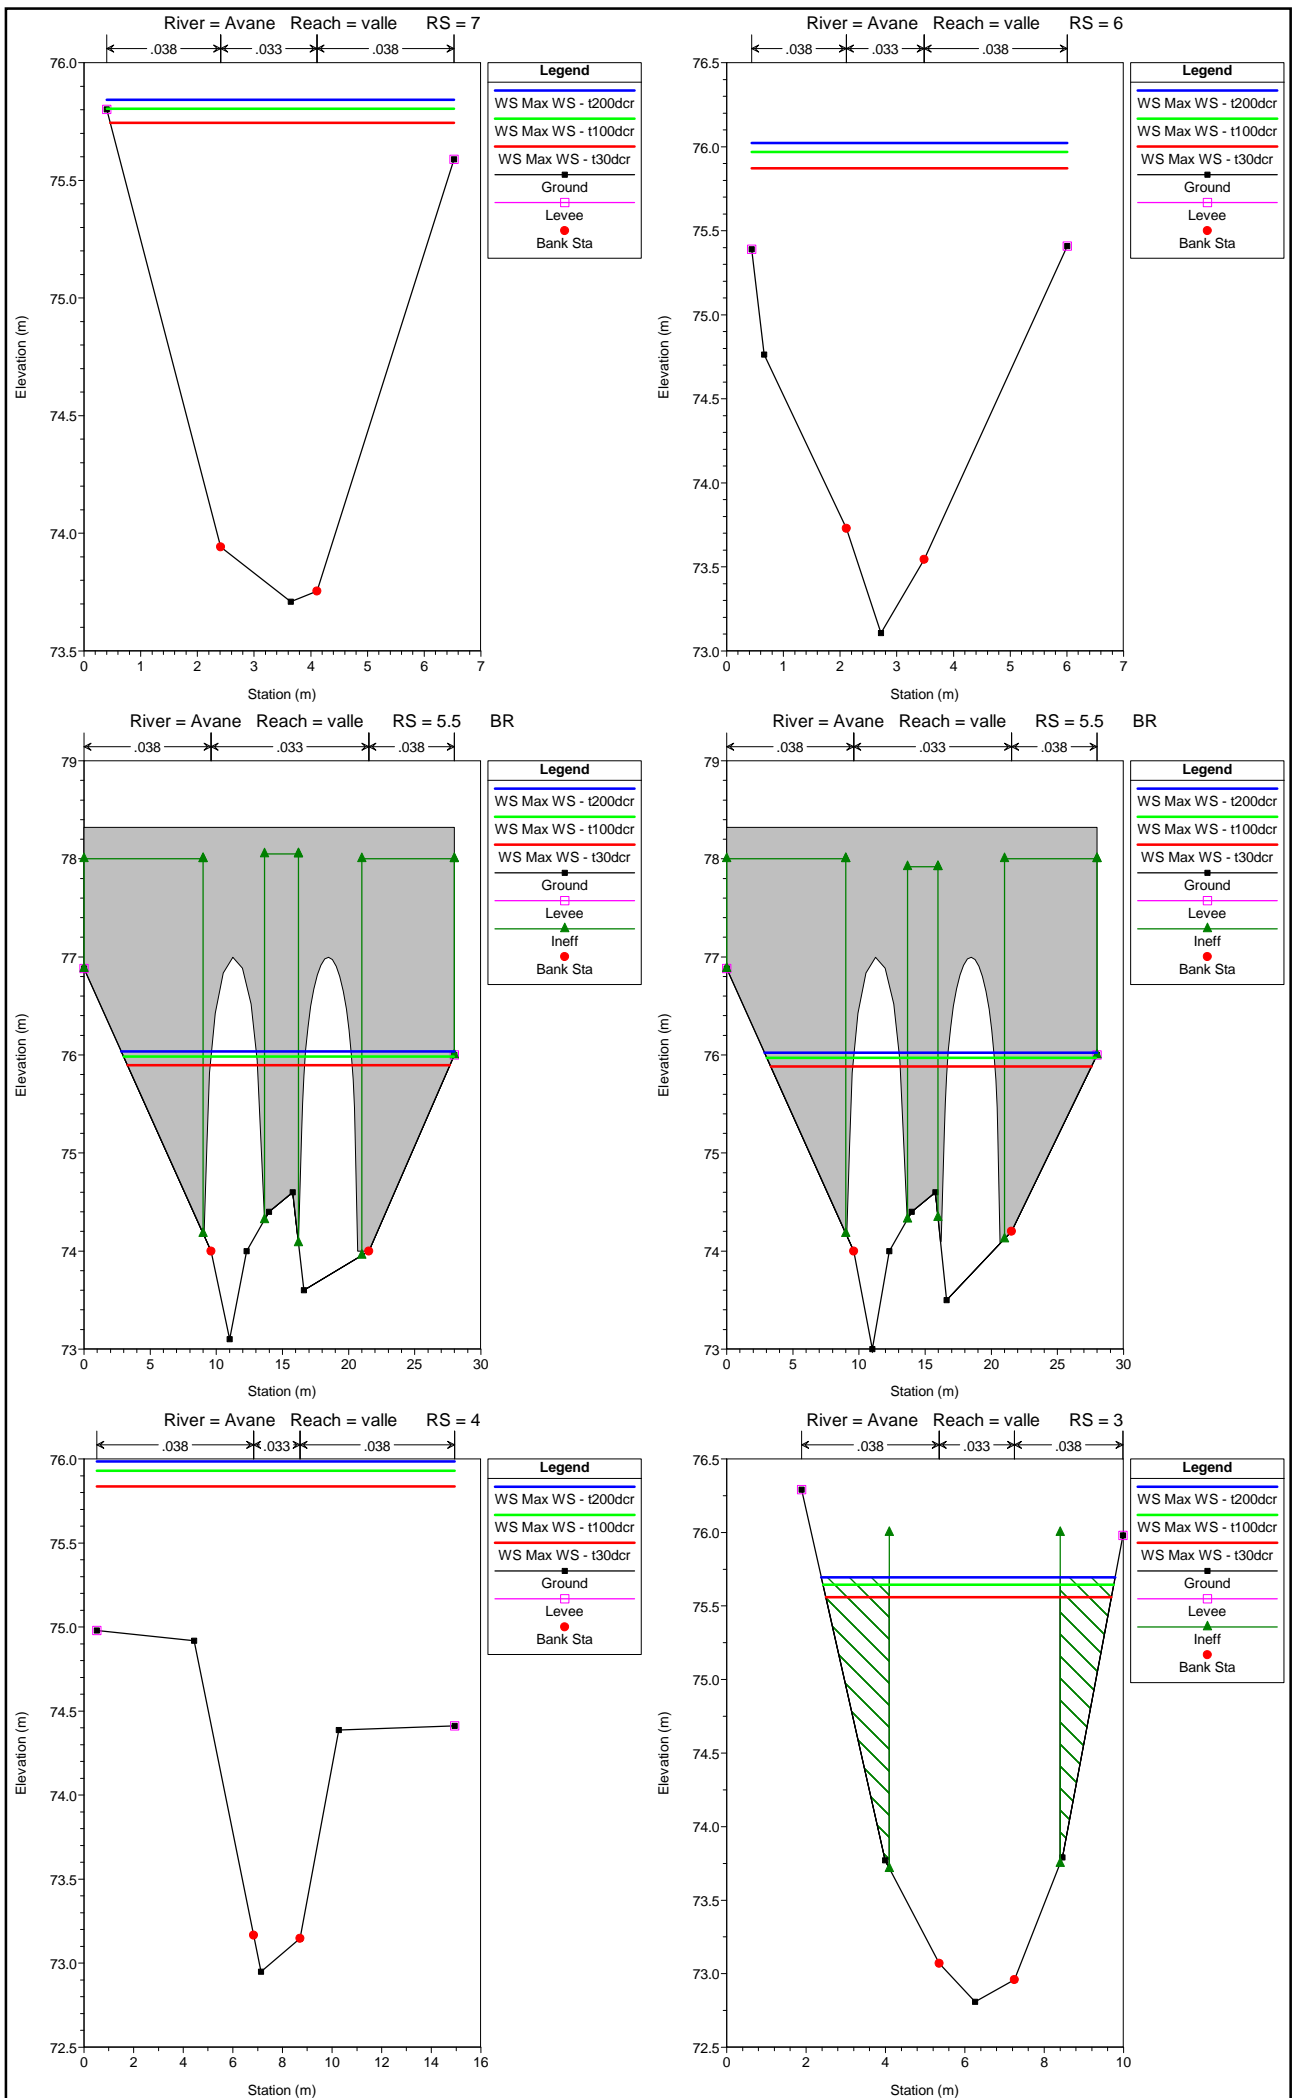 River = Avane Reach = valle RS = 7
.038 .033 .038
76.0
75.5
75.0
74.5
74.0
73.5
0 1 2 3 4 5 6 7
Elevation (m)
Station (m)
Legend
WS Max WS - t200dcr
WS Max WS - t100dcr
WS Max WS - t30dcr
Ground
Levee
Bank Sta
River = Avane Reach = valle RS = 6
.038 .033 .038
76.5
76.0
75.5
75.0
74.5
74.0
73.5
73.0
0 1 2 3 4 5 6 7
Elevation (m)
Station (m)
Legend
WS Max WS - t200dcr
WS Max WS - t100dcr
WS Max WS - t30dcr
Ground
Levee
Bank Sta
River = Avane Reach = valle RS = 5.5 BR
.038 .033 .038
79
78
77
76
75
74
73
0 5 10 15 20 25 30
Elevation (m)
Station (m)
Legend
WS Max WS - t200dcr
WS Max WS - t100dcr
WS Max WS - t30dcr
Ground
Levee
Ineff
Bank Sta
River = Avane Reach = valle RS = 5.5 BR
.038 .033 .038
79
78
77
76
75
74
73
0 5 10 15 20 25 30
Elevation (m)
Station (m)
Legend
WS Max WS - t200dcr
WS Max WS - t100dcr
WS Max WS - t30dcr
Ground
Levee
Ineff
Bank Sta
River = Avane Reach = valle RS = 4
.038 .033 .038
76.0
75.5
75.0
74.5
74.0
73.5
73.0
72.5
0 2 4 6 8 10 12 14 16
Elevation (m)
Station (m)
Legend
WS Max WS - t200dcr
WS Max WS - t100dcr
WS Max WS - t30dcr
Ground
Levee
Bank Sta
River = Avane Reach = valle RS = 3
.038 .033 .038
76.5
76.0
75.5
75.0
74.5
74.0
73.5
73.0
72.5
0 2 4 6 8 10
Elevation (m)
Station (m)
Legend
WS Max WS - t200dcr
WS Max WS - t100dcr
WS Max WS - t30dcr
Ground
Levee
Ineff
Bank Sta